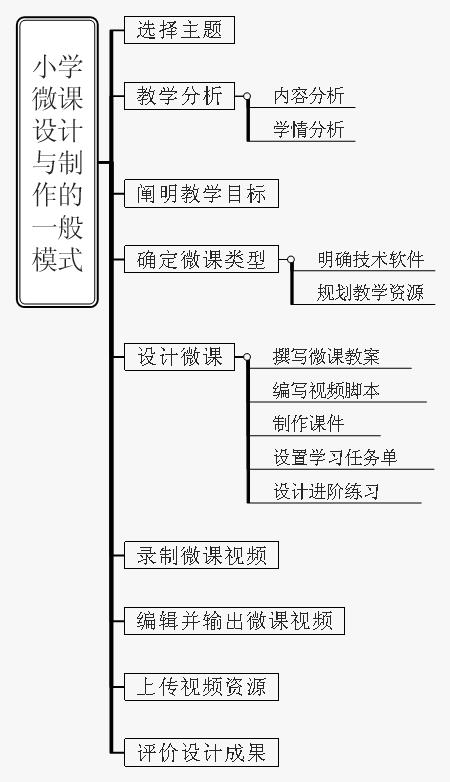 小学
微课
设计
与制
作的
一般
模式
选择主题
教学分析
内容分析
学情分析
阐明教学目标
确定微课类型
明确技术软件
规划教学资源
设计微课
撰写微课教案
编写视频脚本
制作课件
设置学习任务单
设计进阶练习
录制微课视频
编辑并输出微课视频
上传视频资源
评价设计成果